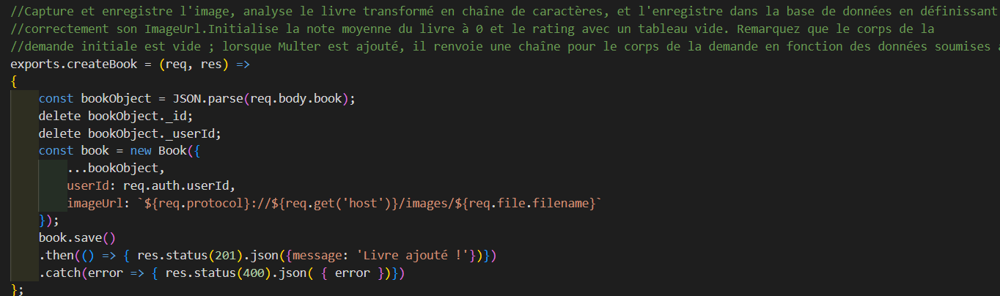 //Capture et enregistre l'image, analyse le livre transformé en chaîne de caractères, et l'enregistre dans la base de données en définissant
//correctement son ImageUrl.Initialise la note moyenne du livre à 0 et le rating avec un tableau vide. Remarquez que le corps de la
//demande initiale est vide ; lorsque Multer est ajouté, il renvoie une chaîne pour le corps de la demande en fonction des données soumises
exports.createBook = (req, res) =>
{
    const bookObject = JSON.parse(req.body.book);
    delete bookObject._id;
    delete bookObject._userId;
    const book = new Book({
        ...bookObject,
        userId: req.auth.userId,
        imageUrl: `${req.protocol}://${req.get('host')}/images/${req.file.filename}`
    });
    book.save()
    .then(() => { res.status(201).json({message: 'Livre ajouté !'})})
    .catch(error => { res.status(400).json( { error })})
};